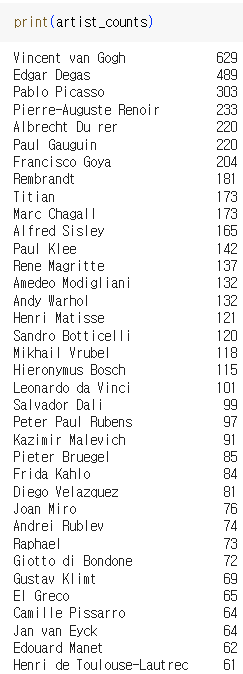 print(artist_counts)
Vincent van Gogh 629
Edgar Degas 489
Pablo Picasso 303
Pierre-Auguste Renoir 233
Albrecht Du rer 220
Paul Gauguin 220
Francisco Goya 204
Rembrandt 181
Titian 173
Marc Chagall 173
Alfred Sisley 165
Paul Klee 142
Rene Magritte 137
Amedeo Modigliani 132
Andy Warhol 132
Henri Matisse 121
Sandro Botticelli 120
Mikhail Vrubel 118
Hieronymus Bosch 115
Leonardo da Vinci 101
Salvador Dali 99
Peter Paul Rubens 97
Kazimir Malevich 91
Pieter Bruegel 85
Frida Kahlo 84
Diego Velazquez 81
Joan Miro 76
Andrei Rublev 74
Raphael 73
Giotto di Bondone 72
Gustav Klimt 69
El Greco 65
Camille Pissarro 64
Jan van Eyck 64
Edouard Manet 62
Henri de Toulouse-Lautrec 61